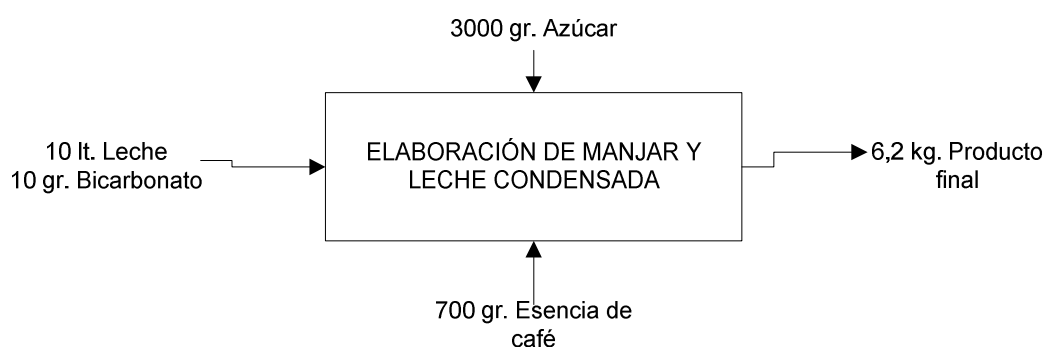 3000 gr. Azúcar
10 lt. Leche
10 gr. Bicarbonato
ELABORACIÓN DE MANJAR Y
LECHE CONDENSADA
6,2 kg. Producto
final
700 gr. Esencia de
café